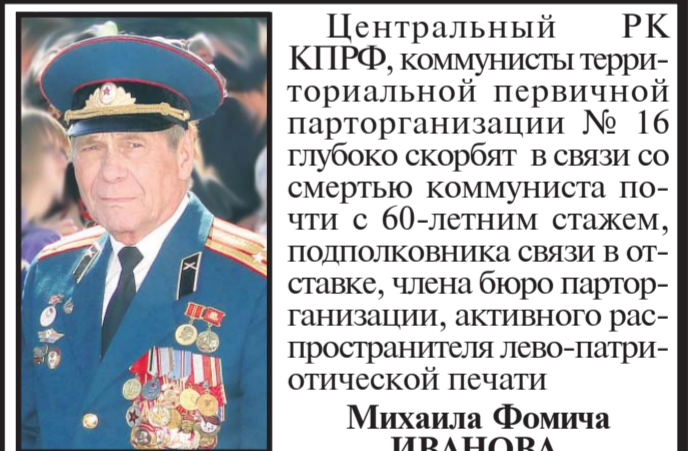 Центральный РК
КПРФ, коммунисты терри-
ториальной первичной
парторганизации № 16
глубоко скорбят в связи со
смертью коммуниста по-
чти с 60-летним стажем,
подполковника связи в от-
ставке, члена бюро партор-
ганизации, активного рас-
пространителя лево-патри-
отической печати
Михаила Фомича
ИВАНОВА